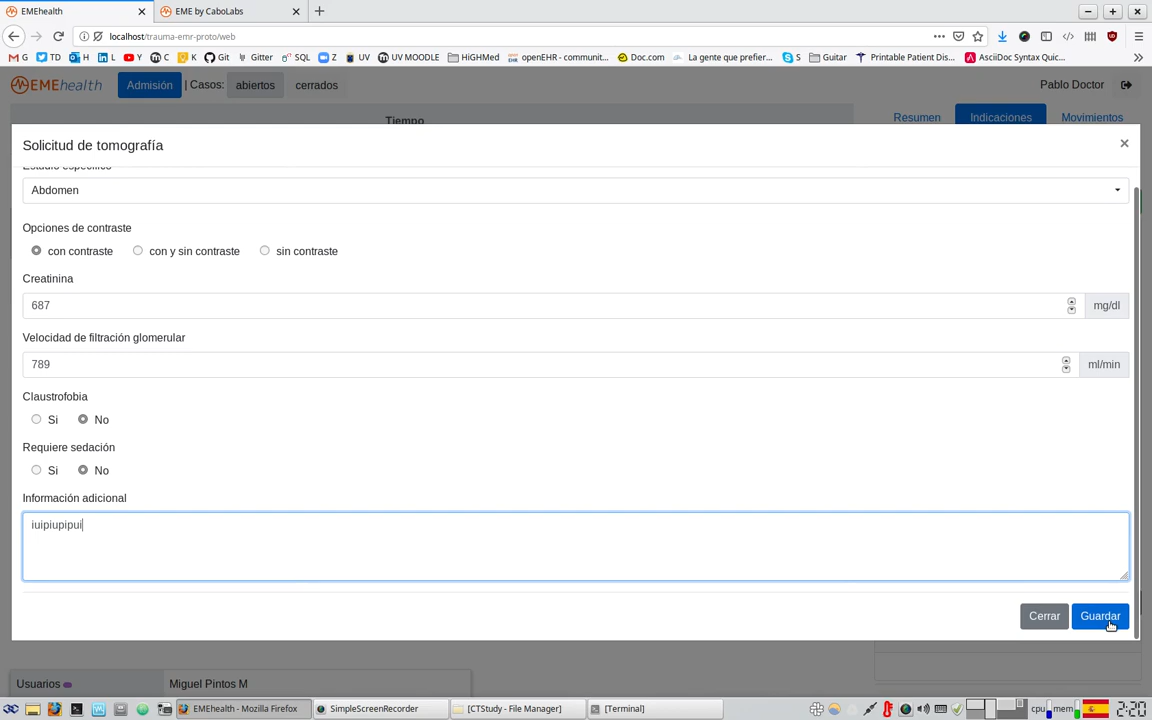 EMEhealth
EME by CaboLabs
localhost/trauma-emr-proto/web
G TD H L Y C Git Gitter SQL Z UV UV MOODLE HiGHMed openEHR - communit... Doc.com La gente que prefier... S Guitar Printable Patient Dis... AsciiDoc Syntax Quic...
EMEhealth Admisión | Casos: abiertos cerrados Pablo Doctor
Tiempo Resumen Indicaciones Movimientos
Solicitud de tomografía ×
Estudio específico
Abdomen
Opciones de contraste
con contraste con y sin contraste sin contraste
Creatinina
687 mg/dl
Velocidad de filtración glomerular
789 ml/min
Claustrofobia
Si No
Requiere sedación
Si No
Información adicional
iuipiupipui
Cerrar Guardar
Usuarios Miguel Pintos M
EMEhealth - Mozilla Firefox SimpleScreenRecorder [CTStudy - File Manager] [Terminal] cpu mem 2:20